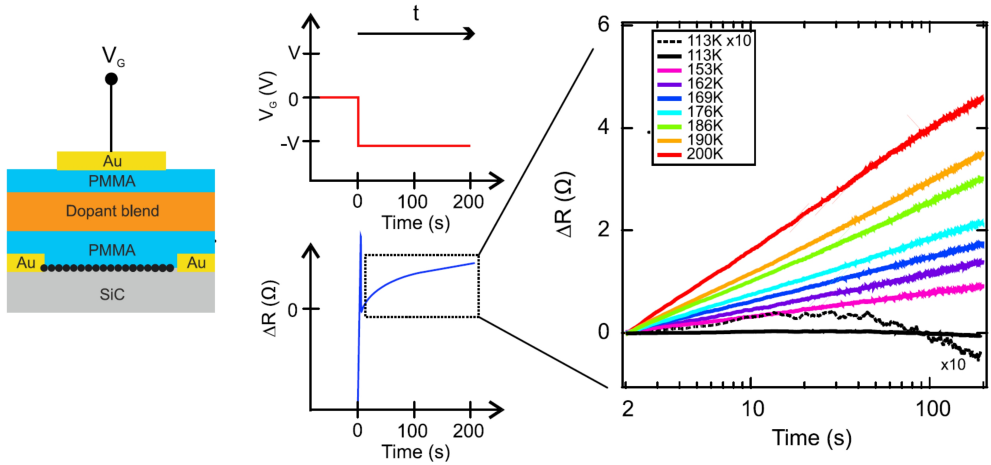 V_G
Au
PMMA
Dopant blend
PMMA
Au
Au
SiC
t
V_G (V)
V
0
-V
0
100
200
Time (s)
ΔR (Ω)
0
0
100
200
Time (s)
ΔR (Ω)
6
4
2
0
113K x10
113K
153K
162K
169K
176K
186K
190K
200K
x10
2
10
100
Time (s)